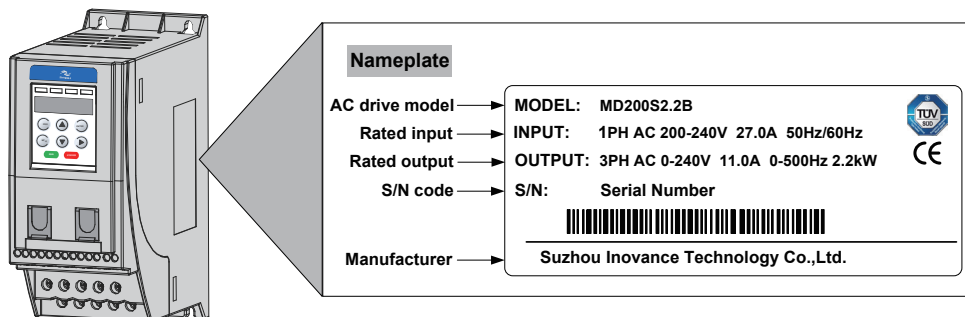 Nameplate
AC drive model
MODEL: MD200S2.2B
Rated input
INPUT: 1PH AC 200-240V 27.0A 50Hz/60Hz
Rated output
OUTPUT: 3PH AC 0-240V 11.0A 0-500Hz 2.2kW
S/N code
S/N: Serial Number
Manufacturer
Suzhou Inovance Technology Co.,Ltd.
TÜV
SÜD
CE